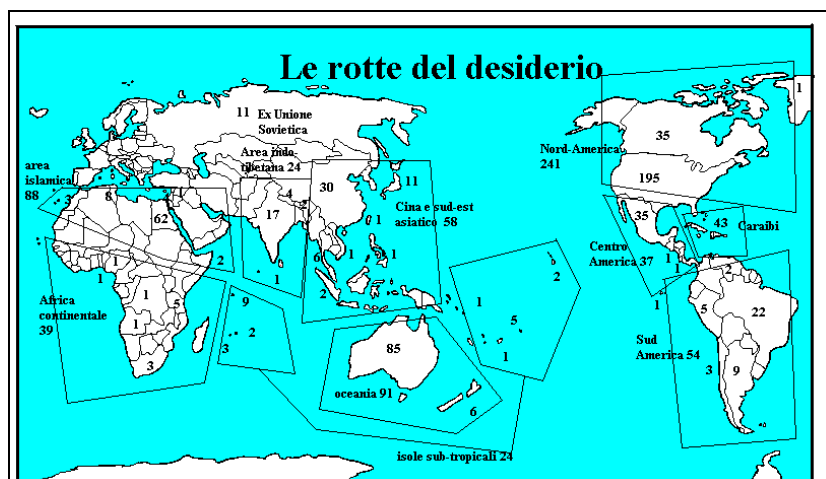 Le rotte del desiderio
11
Ex Unione
Sovietica
Area indo-
tiberiana 24
area
islamica
88
3
8
4
62
2
17
4
2
1
30
11
Cina e sud-est
asiatico 58
1
6
1
1
2
Africa
continentale
39
1
1
1
5
1
3
9
2
3
85
oceania 91
6
1
2
5
1
isole sub-tropicali 24
Nord-America
241
1
35
195
35
43
Caraibi
Centro
America 37
1
1
1
2
5
22
Sud
America 54
3
9